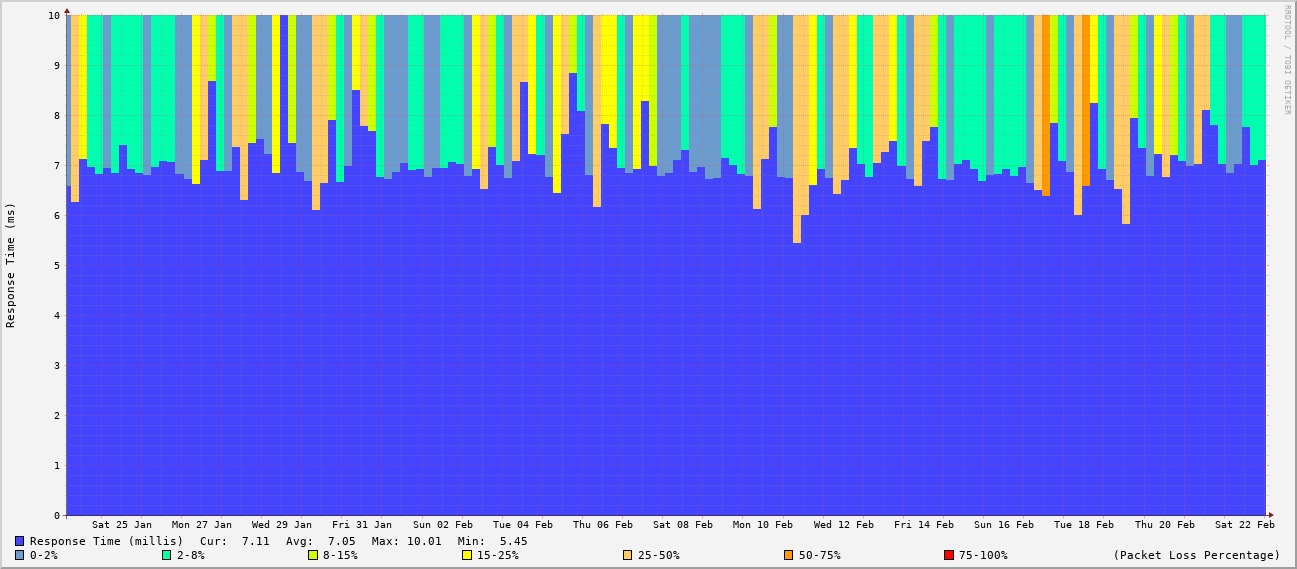 RRDTOOL / TOBI OETIKER
Response Time (ms)
10
9
8
7
6
5
4
3
2
1
0
Sat 25 Jan Mon 27 Jan Wed 29 Jan Fri 31 Jan Sun 02 Feb Tue 04 Feb Thu 06 Feb Sat 08 Feb Mon 10 Feb Wed 12 Feb Fri 14 Feb Sun 16 Feb Tue 18 Feb Thu 20 Feb Sat 22 Feb
Response Time (millis) Cur: 7.11 Avg: 7.05 Max: 10.01 Min: 5.45
0-2% 2-8% 8-15% 15-25% 25-50% 50-75% 75-100% (Packet Loss Percentage)